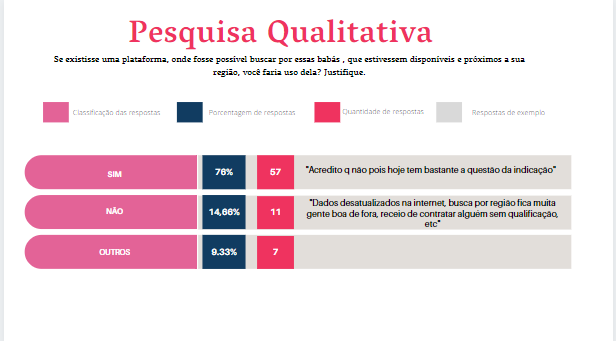 Pesquisa Qualitativa
Se existisse uma plataforma, onde fosse possível buscar por essas babás , que estivessem disponíveis e próximos a sua
região, você faria uso dela? Justifique.
Classificação das respostas
Porcentagem de respostas
Quantidade de respostas
Respostas de exemplo
SIM
76%
57
"Acredito q não pois hoje tem bastante a questão da indicação"
NÃO
14,66%
11
"Dados desatualizados na internet, busca por região fica muita
gente boa de fora, receio de contratar alguém sem qualificação,
etc"
OUTROS
9.33%
7